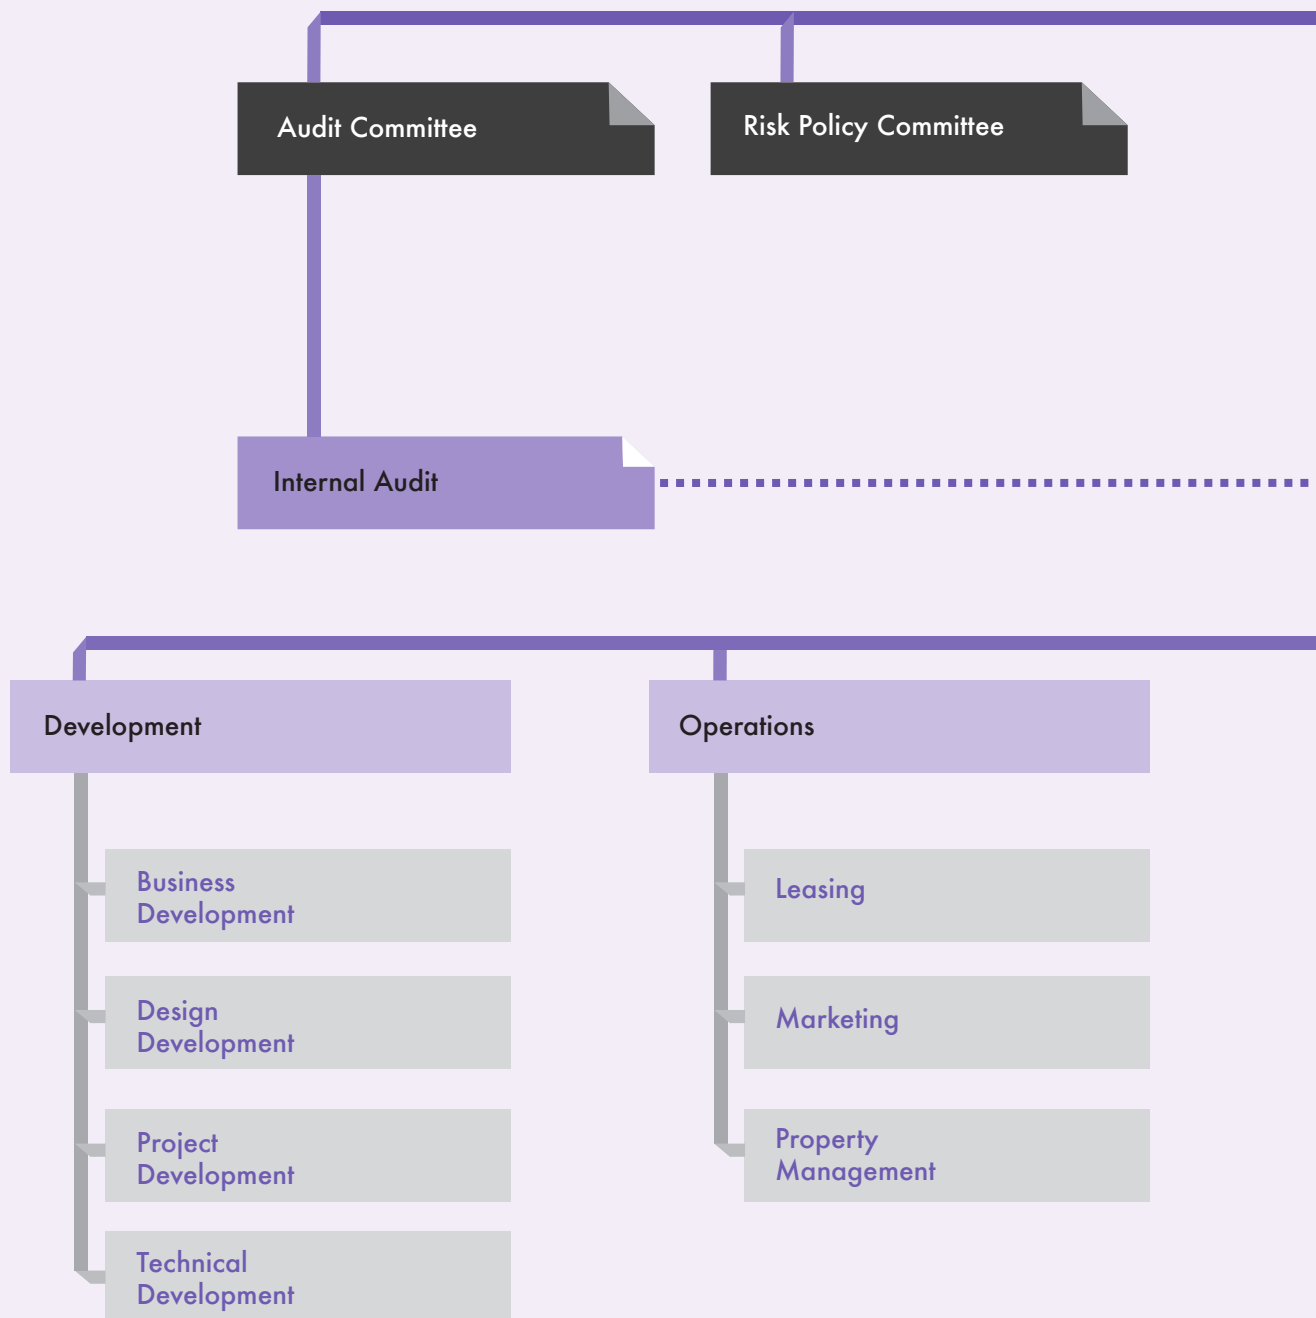 Audit Committee
Risk Policy Committee
Internal Audit
Development
Operations
Business
Development
Design
Development
Project
Development
Technical
Development
Leasing
Marketing
Property
Management